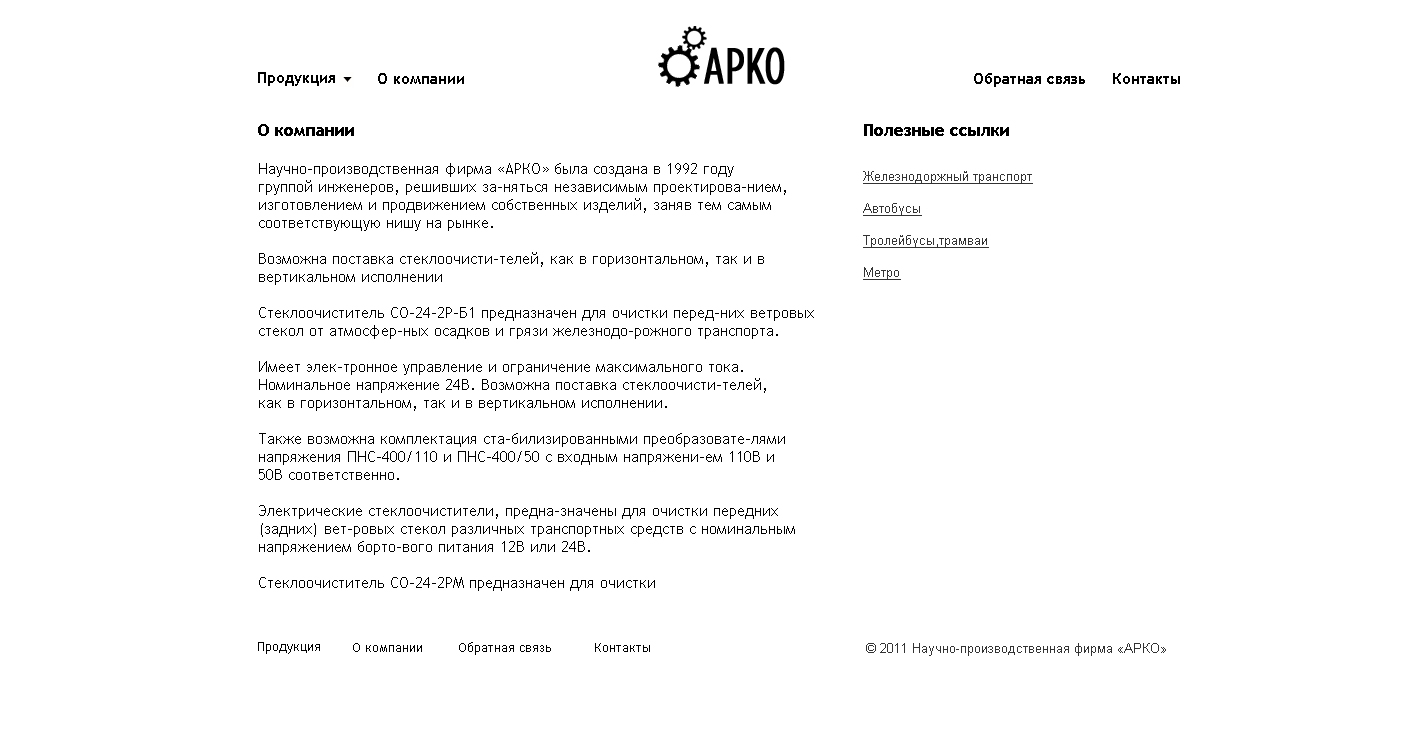 Продукция
О компании
АРКО
Обратная связь
Контакты
О компании
Научно-производственная фирма «АРКО» была создана в 1992 году
группой инженеров, решивших за-няться независимым проектирова-нием,
изготовлением и продвижением собственных изделий, заняв тем самым
соответствующую нишу на рынке.
Возможна поставка стеклоочисти-телей, как в горизонтальном, так и в
вертикальном исполнении
Стеклоочиститель СО-24-2Р-Б1 предназначен для очистки перед-них ветровых
стекол от атмосфер-ных осадков и грязи железнодо-рожного транспорта.
Имеет элек-тронное управление и ограничение максимального тока.
Номинальное напряжение 24В. Возможна поставка стеклоочисти-телей,
как в горизонтальном, так и в вертикальном исполнении.
Также возможна комплектация ста-билизированными преобразовате-лями
напряжения ПНС-400/110 и ПНС-400/50 с входным напряжени-ем 110В и
50В соответственно.
Электрические стеклоочистители, предна-значены для очистки передних
(задних) вет-ровых стекол различных транспортных средств с номинальным
напряжением борто-вого питания 12В или 24В.
Стеклоочиститель СО-24-2РМ предназначен для очистки
Полезные ссылки
Железнодоржный транспорт
Автобусы
Тролейбусы,трамваи
Метро
Продукция
О компании
Обратная связь
Контакты
© 2011 Научно-производственная фирма «АРКО»